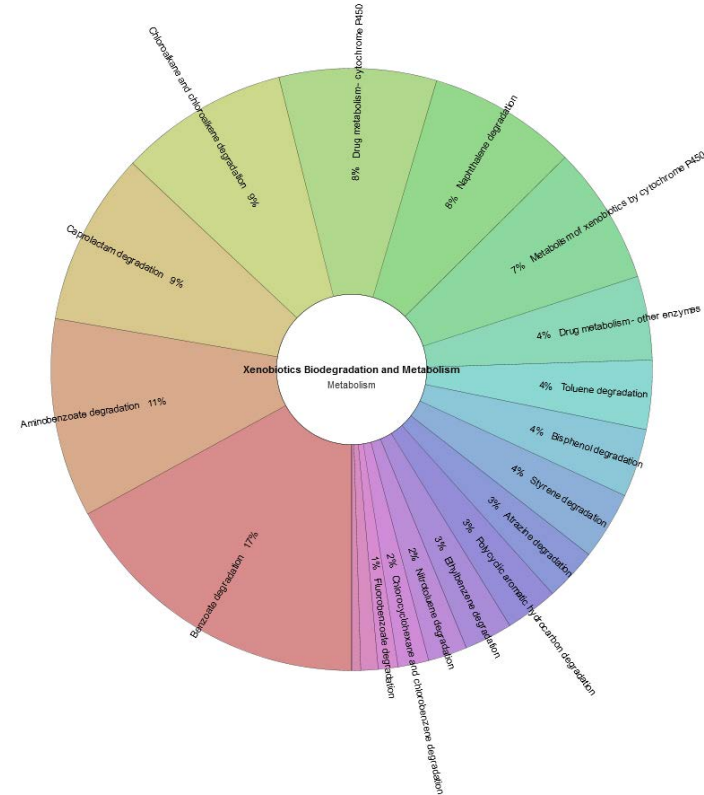 Xenobiotics Biodegradation and Metabolism
Metabolism
Benzoate degradation 17%
Aminobenzoate degradation 11%
Caprolactam degradation 9%
Chloroalkane and chloroalkene degradation 9%
8% Drug metabolism - cytochrome P450
8% Naphthalene degradation
7% Metabolism of xenobiotics by cytochrome P450
4% Drug metabolism - other enzymes
4% Toluene degradation
4% Bisphenol degradation
4% Styrene degradation
3% Atrazine degradation
3% Polycyclic aromatic hydrocarbon degradation
3% Ethylbenzene degradation
2% Nitrotoluene degradation
2% Chlorocyclohexane and chlorobenzene degradation
1% Fluorobenzoate degradation